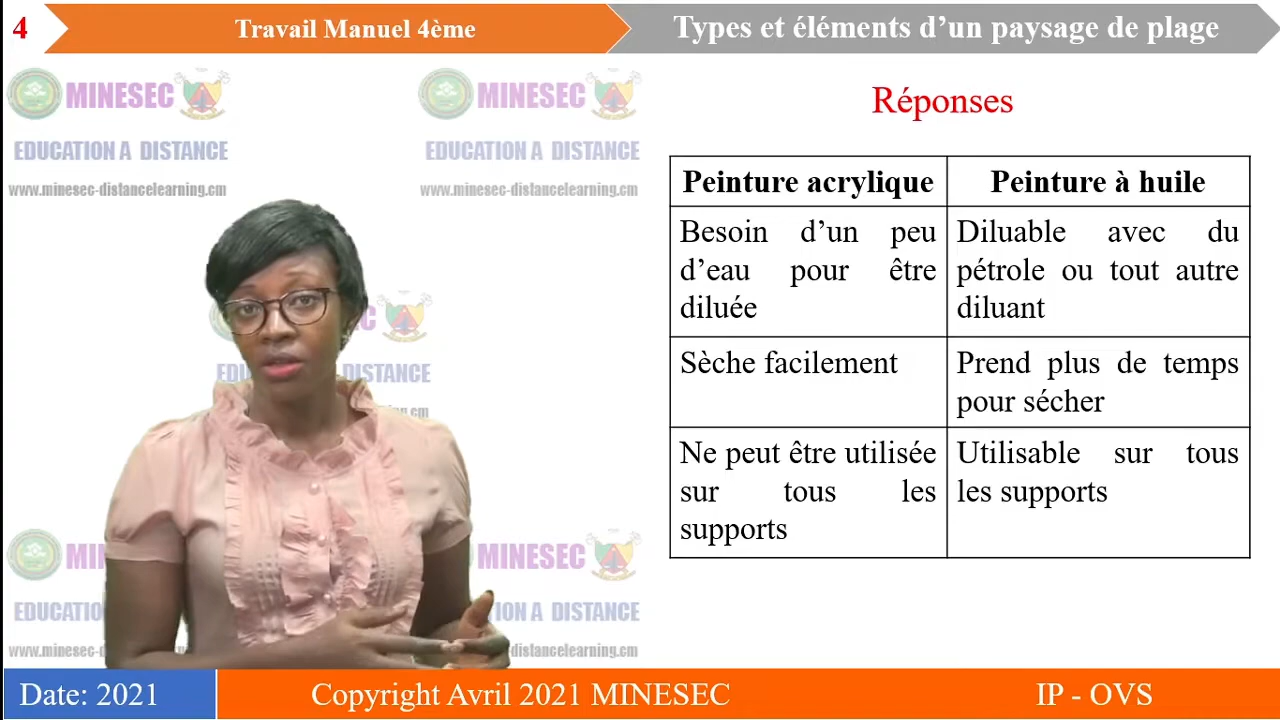 4
Travail Manuel 4ème
Types et éléments d’un paysage de plage
MINESEC
EDUCATION A DISTANCE
www.minesec-distancelearning.cm
MINESEC
EDUCATION A DISTANCE
www.minesec-distancelearning.cm
Réponses
Peinture acrylique
Peinture à huile
Besoin d’un peu
d’eau pour être
diluée
Diluable avec du
pétrole ou tout autre
diluant
Sèche facilement
Prend plus de temps
pour sécher
Ne peut être utilisée
sur tous les
supports
Utilisable sur tous
les supports
DISTANCE
MINESEC
EDUCATION
DISTANCE
www.minesec-
distancelearning.cm
Date: 2021
Copyright Avril 2021 MINESEC
IP - OVS